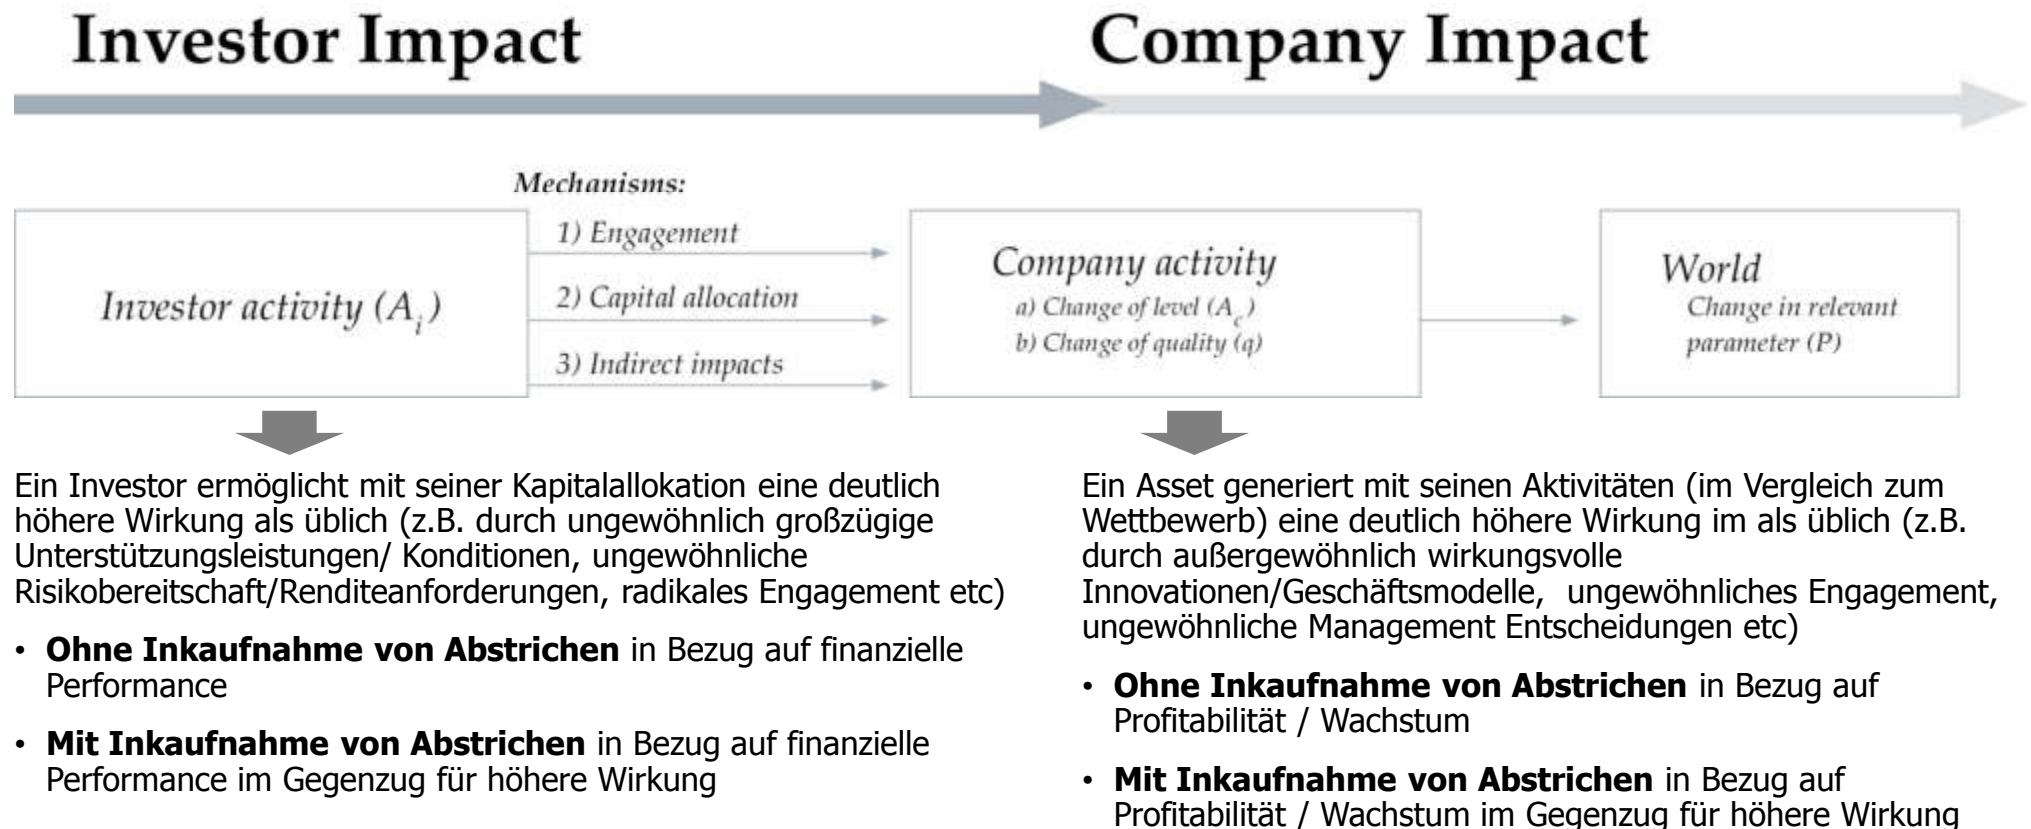 Investor Impact
Company Impact
Mechanisms:
Investor activity (A_i)
1) Engagement
2) Capital allocation
3) Indirect impacts
Company activity
a) Change of level (A_c)
b) Change of quality (q)
World
Change in relevant
parameter (P)
Ein Investor ermöglicht mit seiner Kapitalallokation eine deutlich
höhere Wirkung als üblich (z.B. durch ungewöhnlich großzügige
Unterstützungsleistungen/ Konditionen, ungewöhnliche
Risikobereitschaft/Renditeanforderungen, radikales Engagement etc)
• Ohne Inkaufnahme von Abstrichen in Bezug auf finanzielle
Performance
• Mit Inkaufnahme von Abstrichen in Bezug auf finanzielle
Performance im Gegenzug für höhere Wirkung
Ein Asset generiert mit seinen Aktivitäten (im Vergleich zum
Wettbewerb) eine deutlich höhere Wirkung im als üblich (z.B.
durch außergewöhnlich wirkungsvolle
Innovationen/Geschäftsmodelle, ungewöhnliches Engagement,
ungewöhnliche Management Entscheidungen etc)
• Ohne Inkaufnahme von Abstrichen in Bezug auf
Profitabilität / Wachstum
• Mit Inkaufnahme von Abstrichen in Bezug auf
Profitabilität / Wachstum im Gegenzug für höhere Wirkung